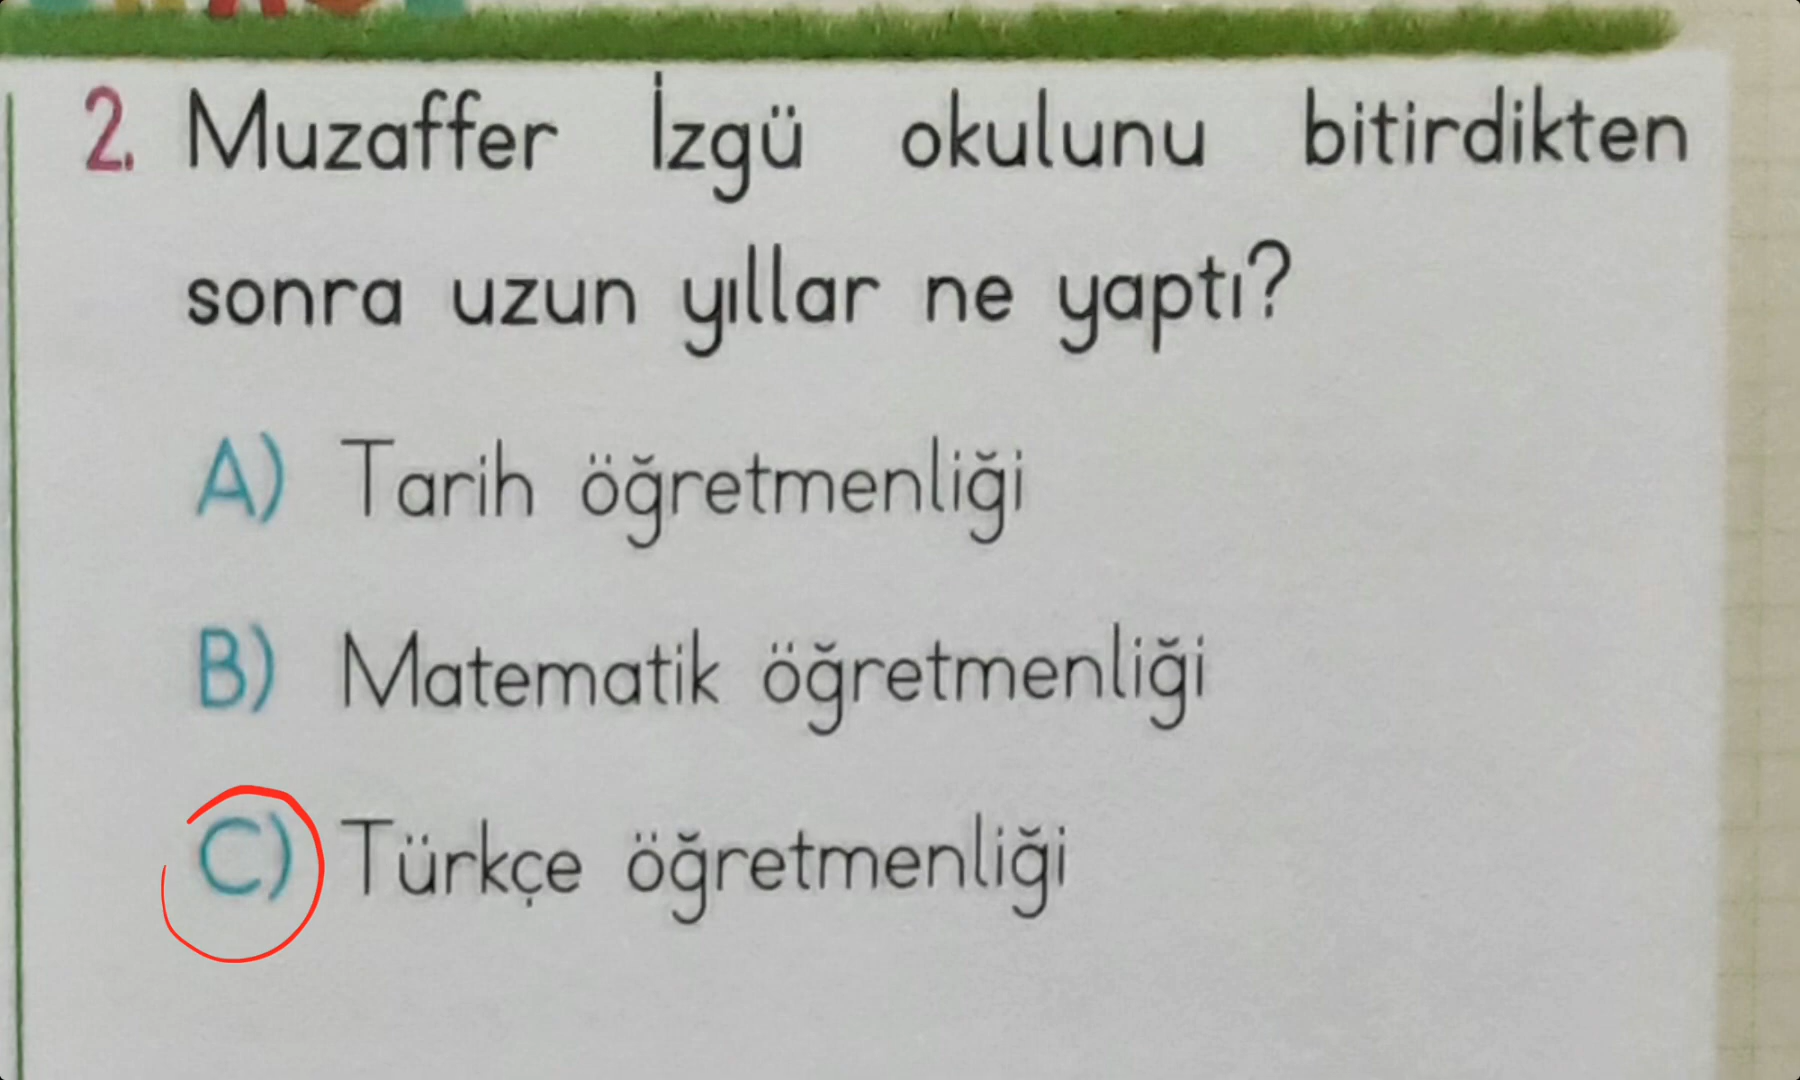 2. Muzaffer İzgü okulunu bitirdikten
sonra uzun yıllar ne yaptı?
A) Tarih öğretmenliği
B) Matematik öğretmenliği
C) Türkçe öğretmenliği